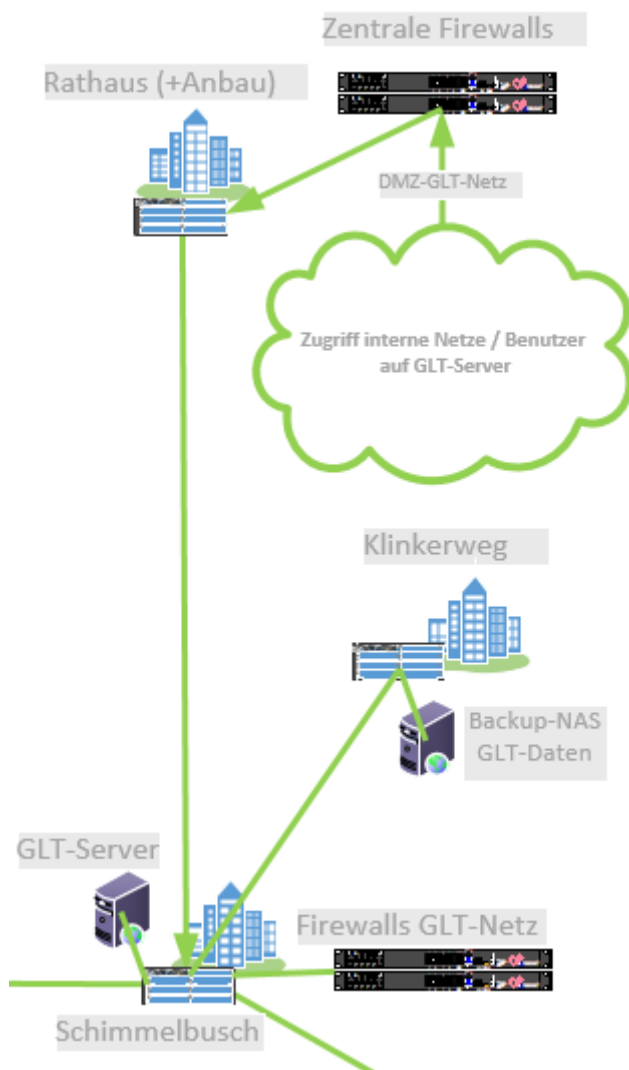 Zentrale Firewalls
Rathaus (+Anbau)
DMZ-GLT-Netz
Zugriff interne Netze / Benutzer
auf GLT-Server
Klinkerweg
Backup-NAS
GLT-Daten
GLT-Server
Firewalls GLT-Netz
Schimmelbusch